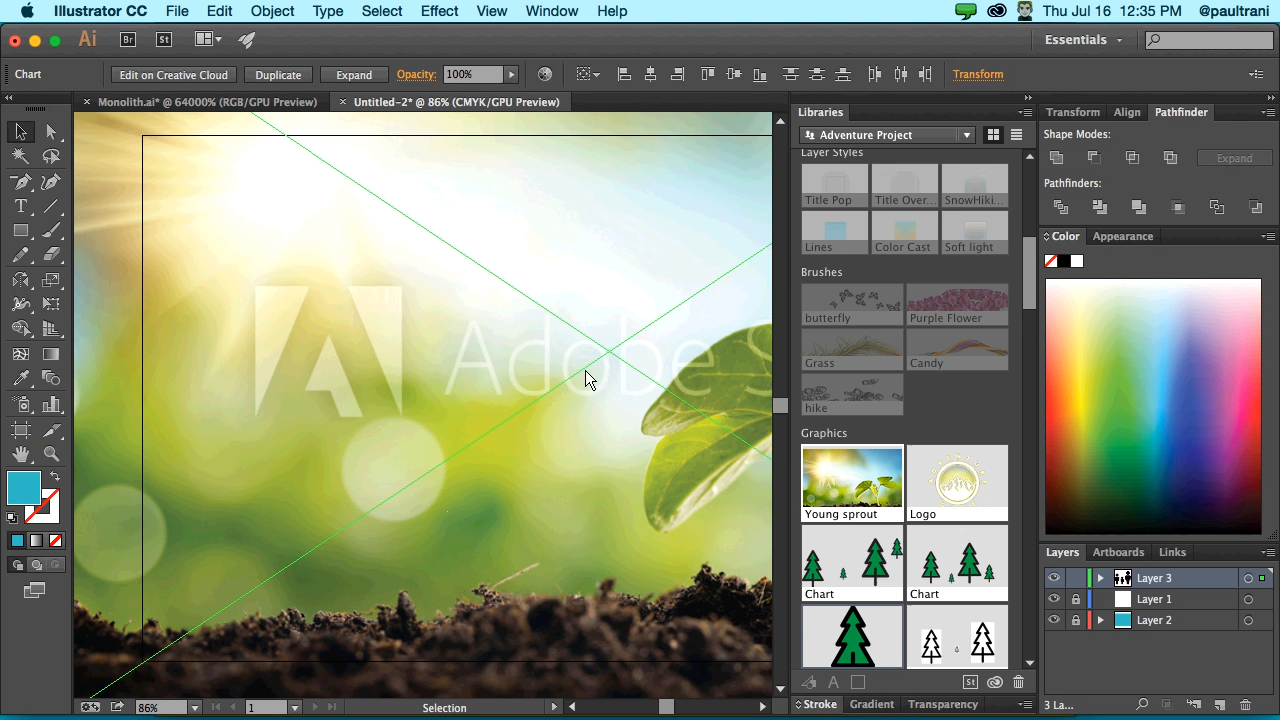 Illustrator CC File Edit Object Type Select Effect View Window Help Thu Jul 16 12:35 PM @paultrani
Ai Br St Essentials
Chart Edit on Creative Cloud Duplicate Expand Opacity: 100% Transform
Monolith.ai* @ 64000% (RGB/GPU Preview) Untitled-2* @ 86% (CMYK/GPU Preview)
Libraries
Adventure Project
Layer Styles
Title Pop Title Over... SnowHiki...
Lines Color Cast Soft light
Brushes
butterfly Purple Flower
Grass Candy
hike
Graphics
Young sprout Logo
Chart Chart
St
Stroke Gradient Transparency
Transform Align Pathfinder
Shape Modes:
Expand
Pathfinders:
Color Appearance
Layers Artboards Links
Layer 3
Layer 1
Layer 2
3 La...
Adobe S
86% 1 Selection